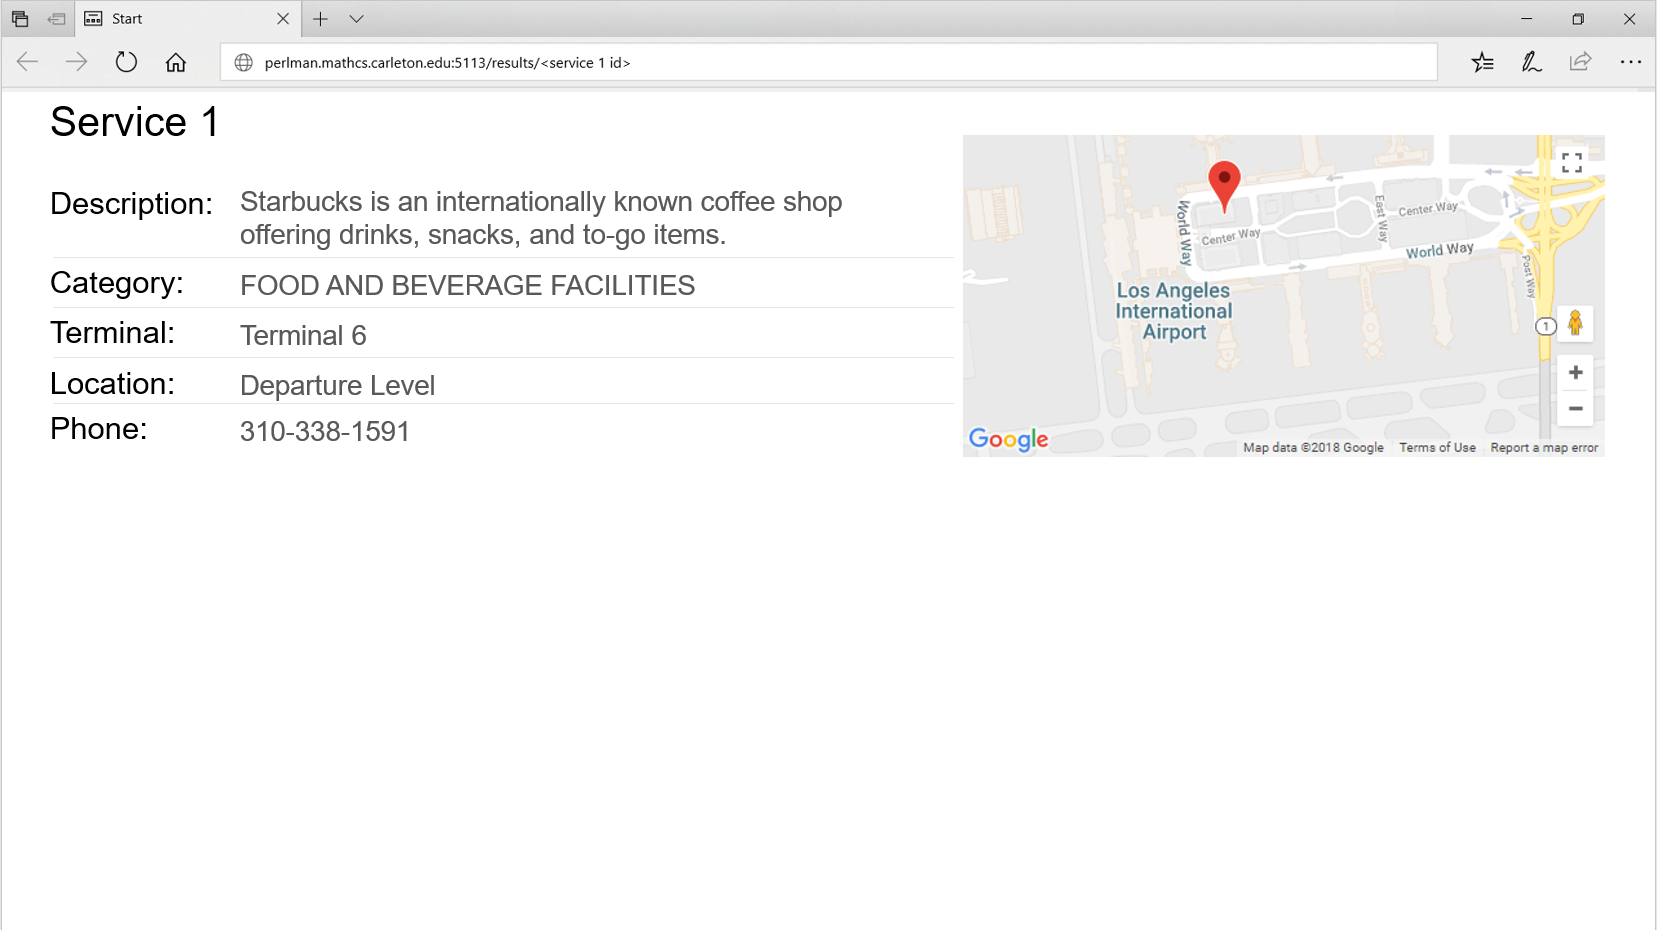 Start
perlman.mathcs.carleton.edu:5113/results/<service 1 id>
Service 1
Description: Starbucks is an internationally known coffee shop
offering drinks, snacks, and to-go items.
Category: FOOD AND BEVERAGE FACILITIES
Terminal: Terminal 6
Location: Departure Level
Phone: 310-338-1591
World Way
Center Way
East Way
Center Way
World Way
Post Way
Los Angeles
International
Airport
1
Google
Map data ©2018 Google Terms of Use Report a map error